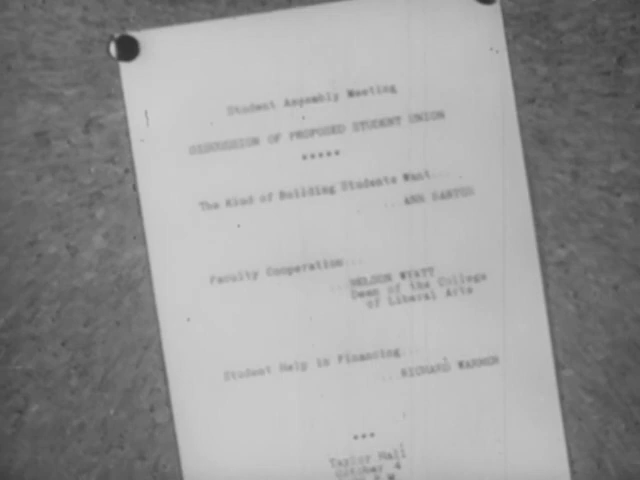 Student Assembly Meeting
DISCUSSION OF PROPOSED STUDENT UNION
*****
The Kind of Building Students Want...
...ANN
Faculty Cooperation...
...NELSON WYATT
Dean of the College
of Liberal Arts
Student Help in Financing...
...RICHARD WARNER
***
Taylor Hall
October 4